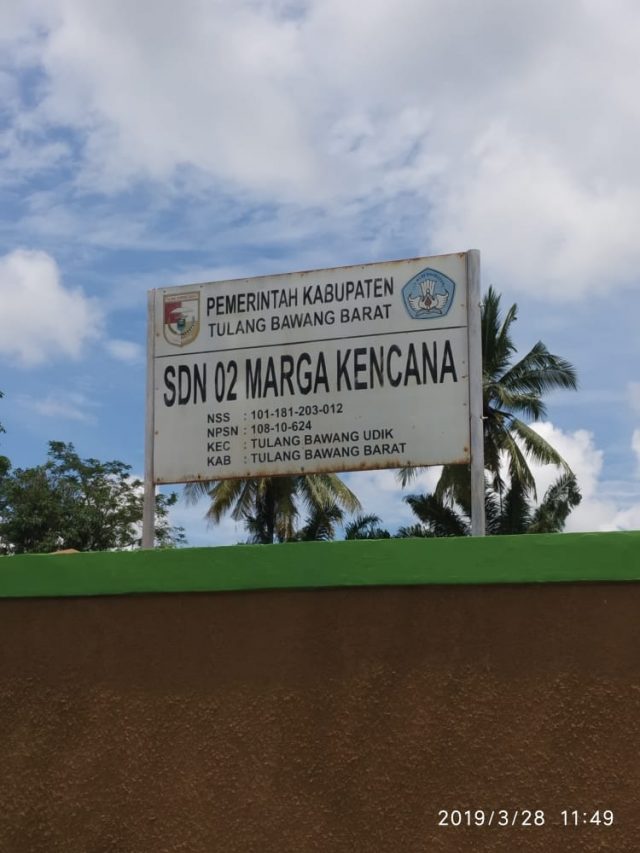 PEMERINTAH KABUPATEN
TULANG BAWANG BARAT
SDN 02 MARGA KENCANA
NSS : 101-181-203-012
NPSN : 108-10-624
KEC : TULANG BAWANG UDIK
KAB : TULANG BAWANG BARAT
2019/3/28 11:49